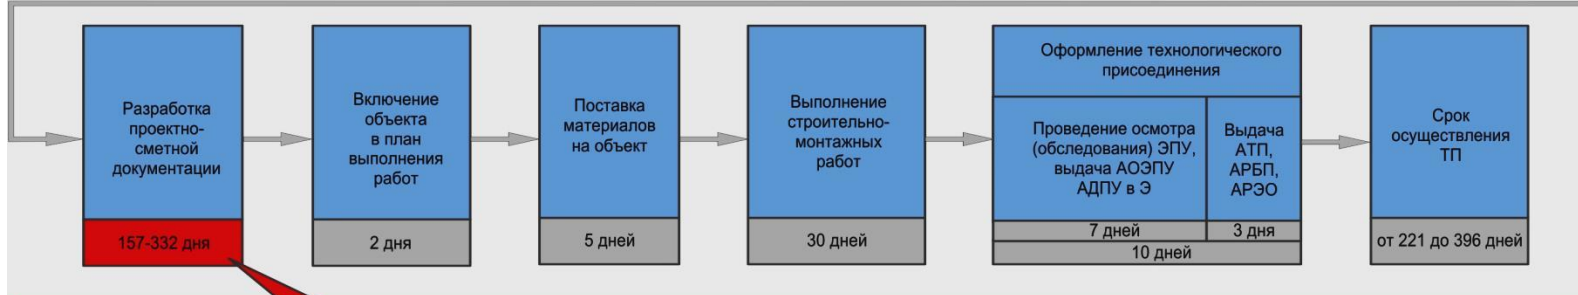 Разработка
проектно-
сметной
документации
157-332 дня
Включение
объекта
в план
выполнения
работ
2 дня
Поставка
материалов
на объект
5 дней
Выполнение
строительно-
монтажных
работ
30 дней
Оформление технологического
присоединения
Проведение осмотра
(обследования) ЭПУ,
выдача АОЭПУ
АДПУ в Э
7 дней
Выдача
АТП,
АРБП,
АРЭО
3 дня
10 дней
Срок
осуществления
ТП
от 221 до 396 дней